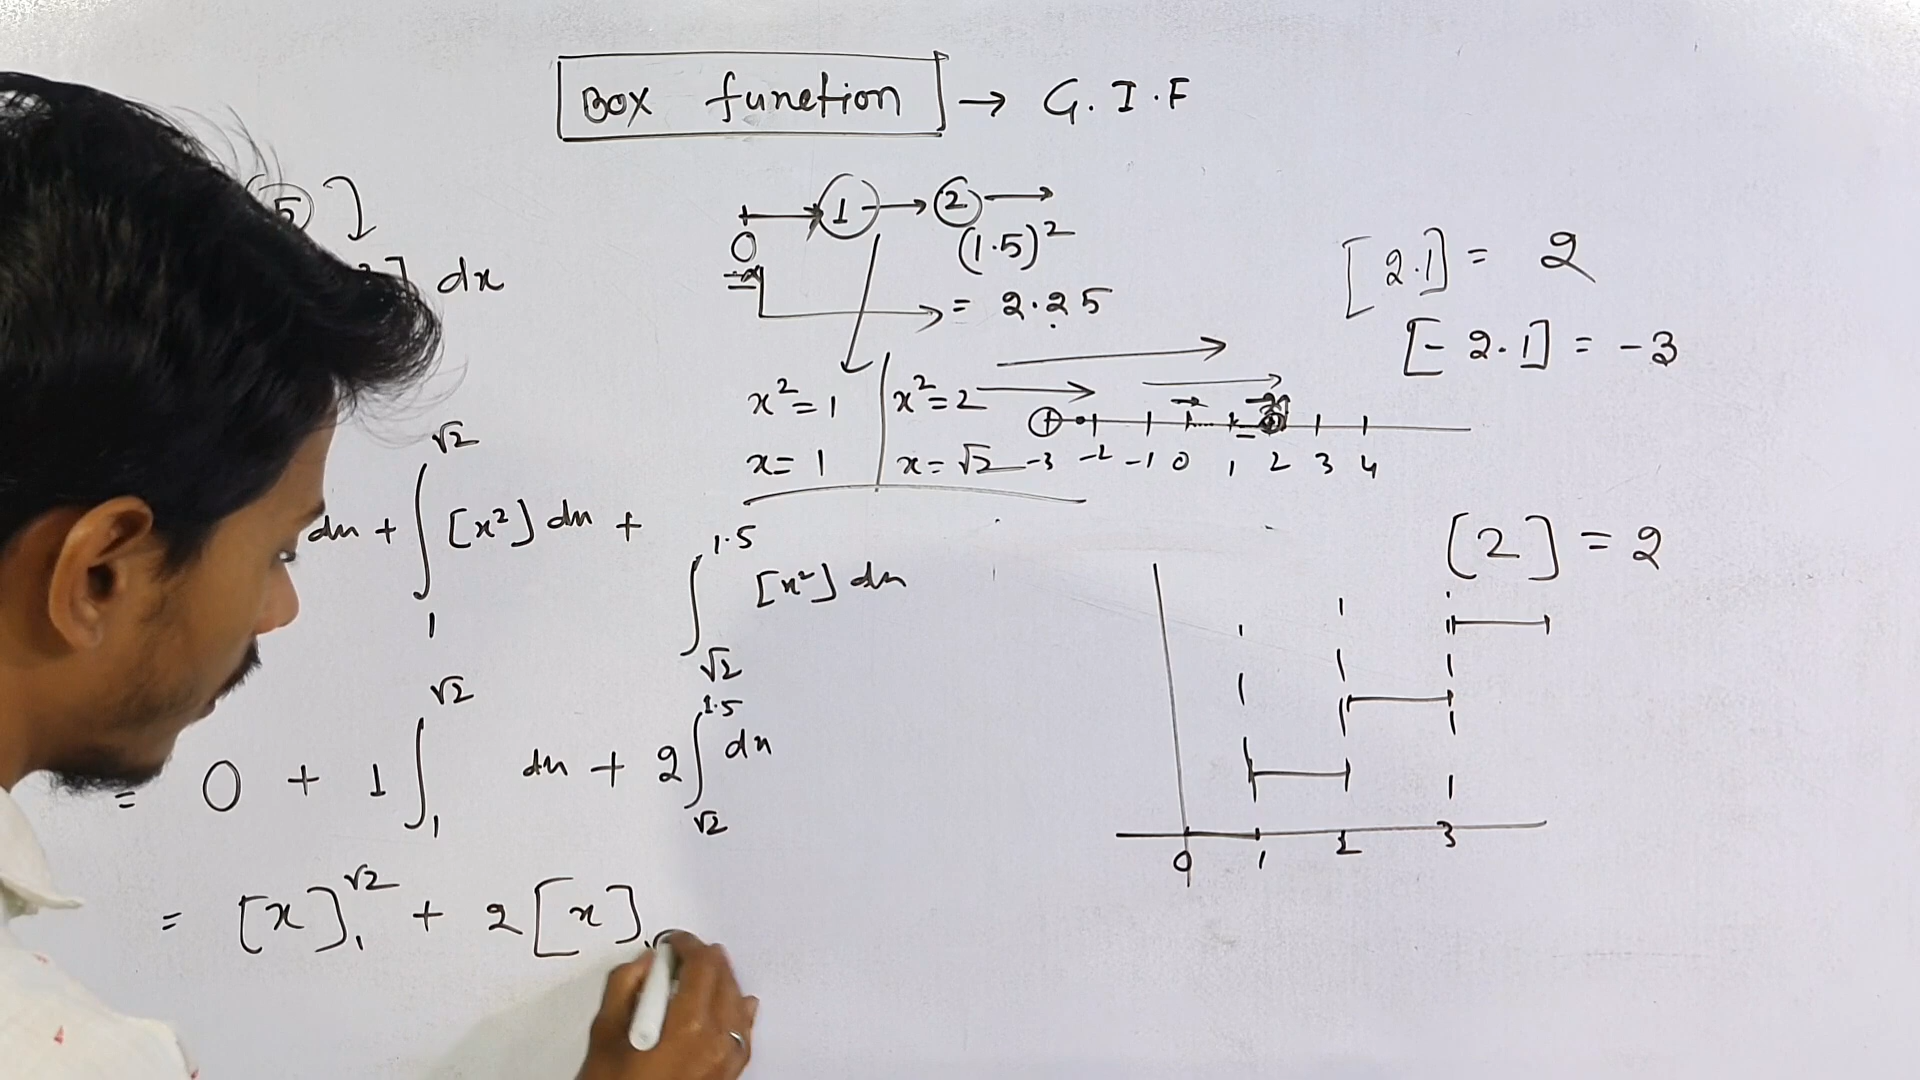 Box function → G.I.F
5 ]
] dx
0 → 1 → 2 →
(1.5)²
= 2.25
[2.1] = 2
[-2.1] = -3
x²=1 | x²=2
x=1 | x=√2
-3 -2 -1 0 1 2 3 4
dx + ∫₁^√2 [x²] dx +
∫_√2^1.5 [x²] dx
[2] = 2
= 0 + 1 ∫₁^√2 dx + 2 ∫_√2^1.5 dx
0 1 2 3
= [x]₁^√2 + 2 [x]